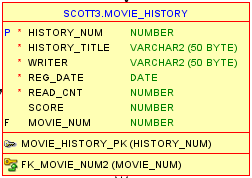 SCOTT3.MOVIE_HISTORY
P * HISTORY_NUM NUMBER
* HISTORY_TITLE VARCHAR2 (50 BYTE)
* WRITER VARCHAR2 (50 BYTE)
* REG_DATE DATE
* READ_CNT NUMBER
SCORE NUMBER
F MOVIE_NUM NUMBER
MOVIE_HISTORY_PK (HISTORY_NUM)
FK_MOVIE_NUM2 (MOVIE_NUM)